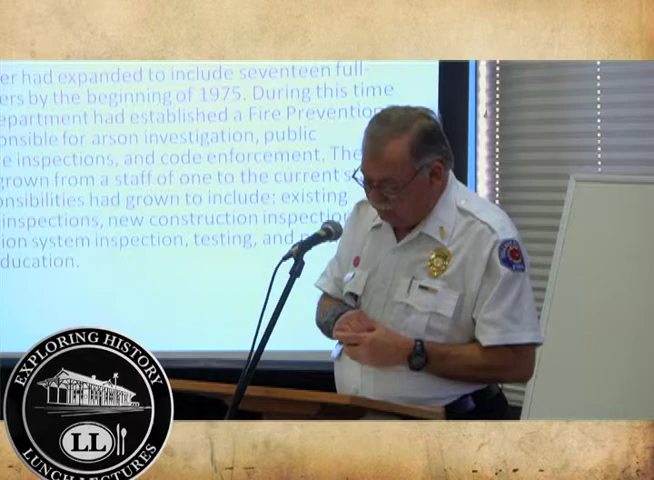 er had expanded to include seventeen full-
ers by the beginning of 1975. During this time
epartment had established a Fire Prevention
onsible for arson investigation, public
e inspections, and code enforcement. The
grown from a staff of one to the current
onsibilities had grown to include: existing
inspections, new construction inspection
ion system inspection, testing, and
ducation.
EXPLORING HISTORY
LL
LUNCH LECTURES